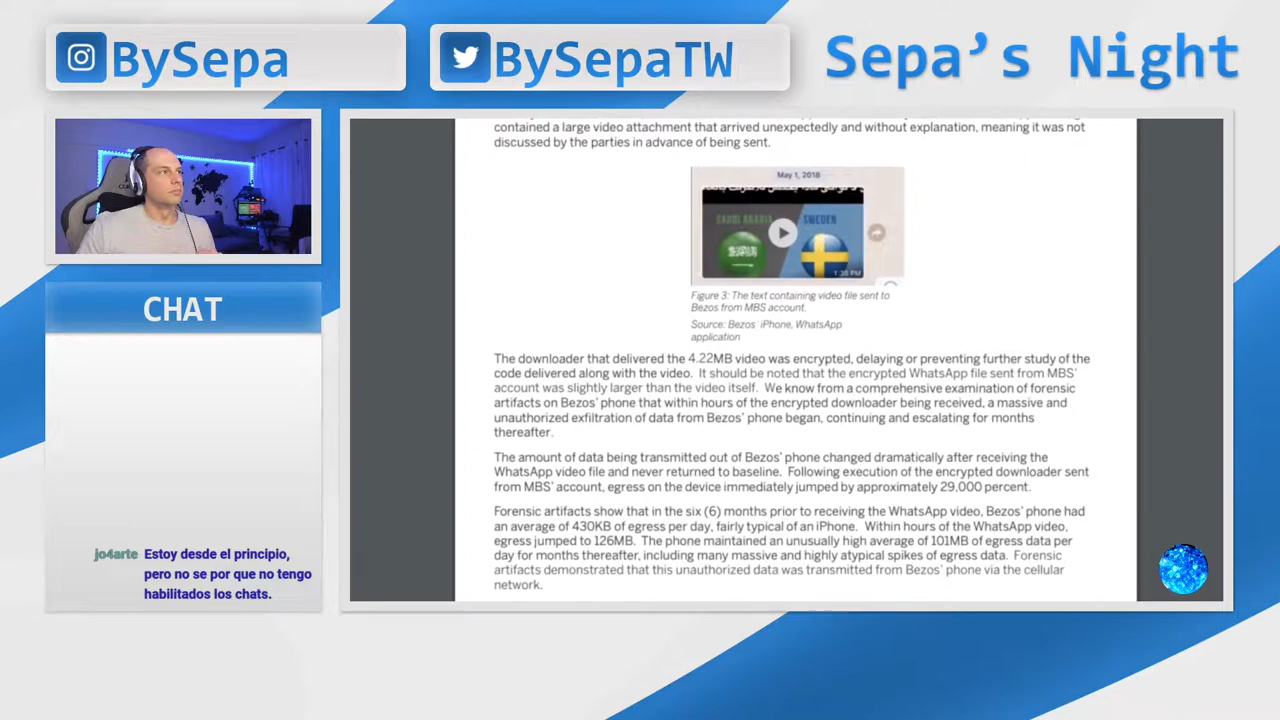 BySepa
BySepaTW
Sepa's Night
CHAT
jo4arte Estoy desde el principio,
pero no se por que no tengo
habilitados los chats.
contained a large video attachment that arrived unexpectedly and without explanation, meaning it was not
discussed by the parties in advance of being sent.
May 1, 2018
SAUDI ARABIA
SWEDEN
1:38 PM
Figure 3: The text containing video file sent to
Bezos from MBS account.
Source: Bezos' iPhone, WhatsApp
application
The downloader that delivered the 4.22MB video was encrypted, delaying or preventing further study of the
code delivered along with the video. It should be noted that the encrypted WhatsApp file sent from MBS'
account was slightly larger than the video itself. We know from a comprehensive examination of forensic
artifacts on Bezos' phone that within hours of the encrypted downloader being received, a massive and
unauthorized exfiltration of data from Bezos' phone began, continuing and escalating for months
thereafter.
The amount of data being transmitted out of Bezos' phone changed dramatically after receiving the
WhatsApp video file and never returned to baseline. Following execution of the encrypted downloader sent
from MBS' account, egress on the device immediately jumped by approximately 29,000 percent.
Forensic artifacts show that in the six (6) months prior to receiving the WhatsApp video, Bezos' phone had
an average of 430KB of egress per day, fairly typical of an iPhone. Within hours of the WhatsApp video,
egress jumped to 126MB. The phone maintained an unusually high average of 101MB of egress data per
day for months thereafter, including many massive and highly atypical spikes of egress data. Forensic
artifacts demonstrated that this unauthorized data was transmitted from Bezos' phone via the cellular
network.